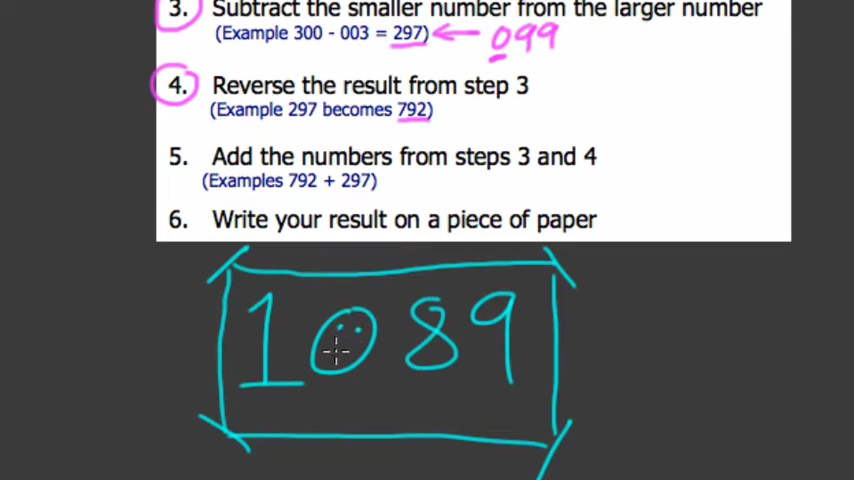 3. Subtract the smaller number from the larger number
(Example 300 - 003 = 297)
099
4. Reverse the result from step 3
(Example 297 becomes 792)
5. Add the numbers from steps 3 and 4
(Examples 792 + 297)
6. Write your result on a piece of paper
1089